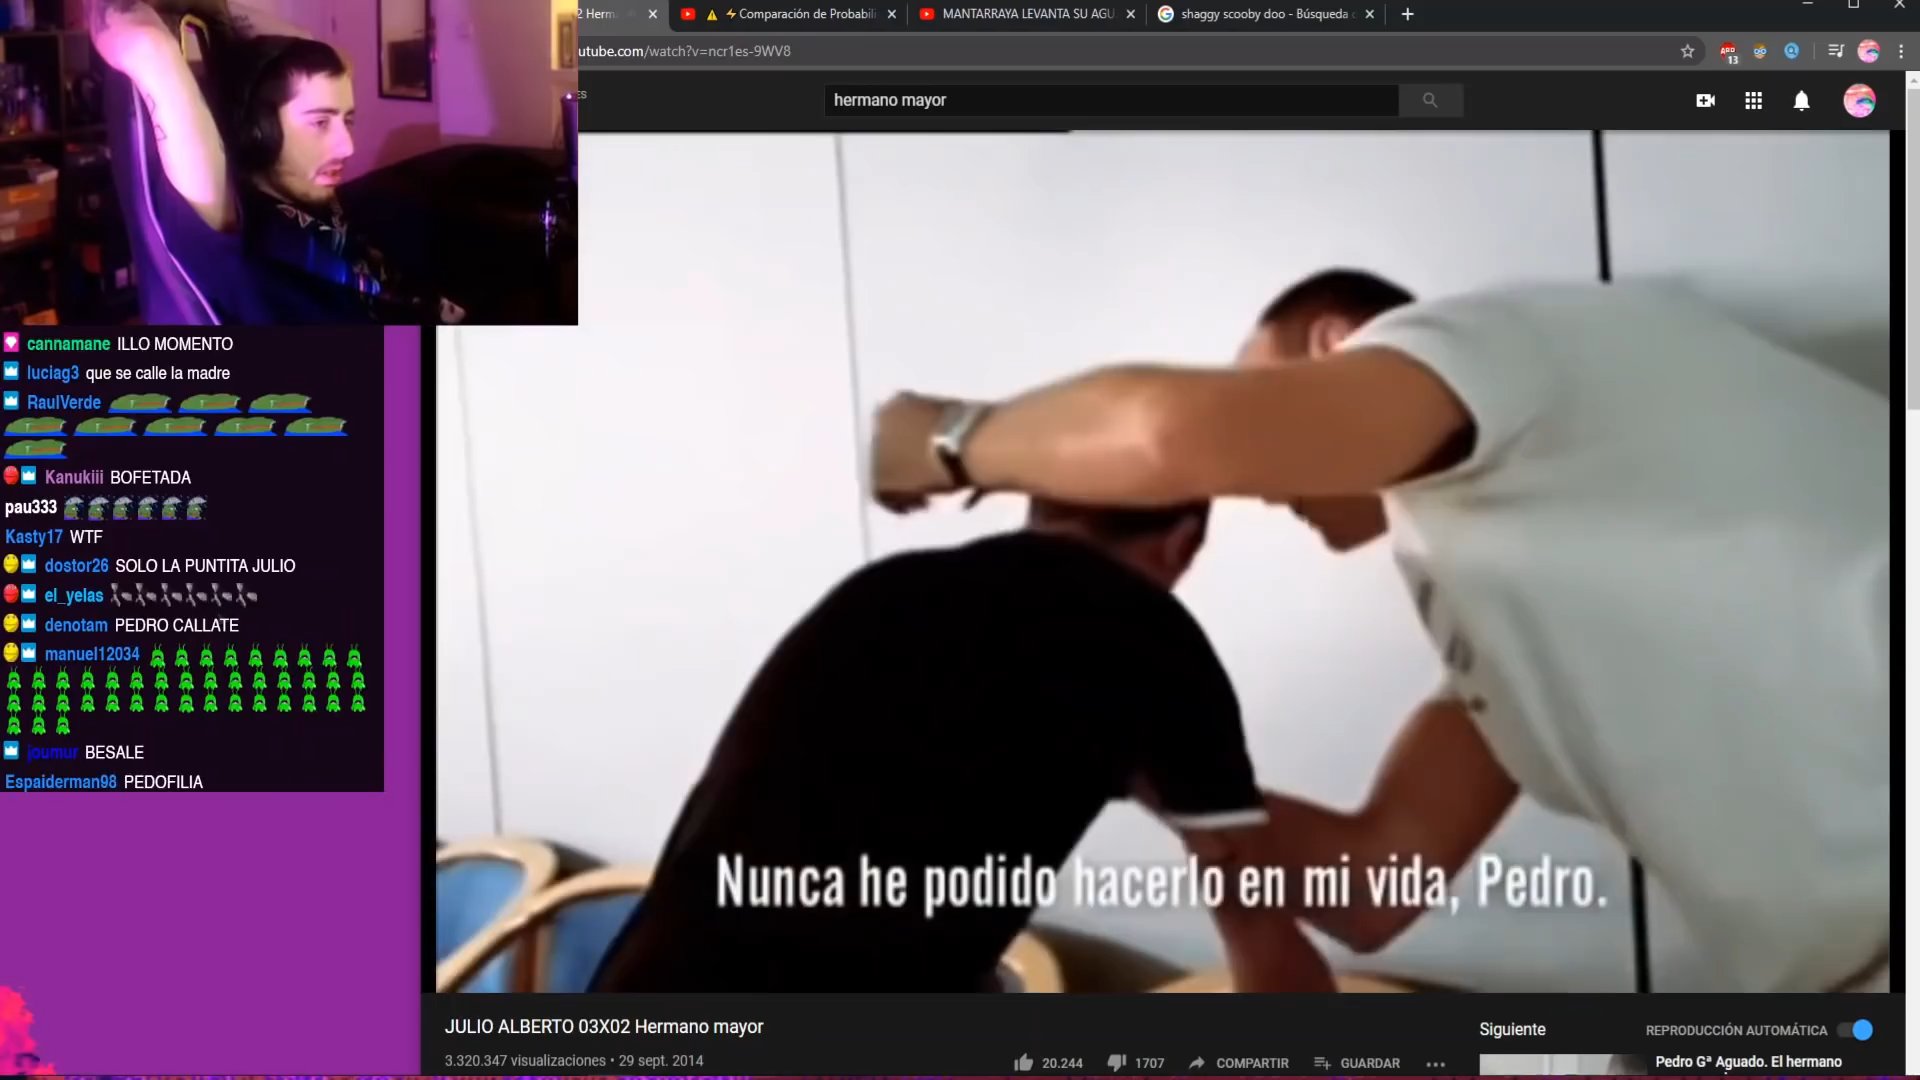 2 Herm
⚡Comparación de Probabili
MANTARRAYA LEVANTA SU AGU
shaggy scooby doo - Búsqueda
utube.com/watch?v=ncr1es-9WV8
13
ES
hermano mayor
cannamane ILLO MOMENTO
luciag3 que se calle la madre
RaulVerde
Kanukiii BOFETADA
pau333
Kasty17 WTF
dostor26 SOLO LA PUNTITA JULIO
el_yelas
denotam PEDRO CALLATE
manuel12034
joumur BESALE
Espaiderman98 PEDOFILIA
Nunca he podido hacerlo en mi vida, Pedro.
JULIO ALBERTO 03X02 Hermano mayor
3.320.347 visualizaciones • 29 sept. 2014
20.244
1707
COMPARTIR
GUARDAR
Siguiente
REPRODUCCIÓN AUTOMÁTICA
Pedro Gª Aguado. El hermano